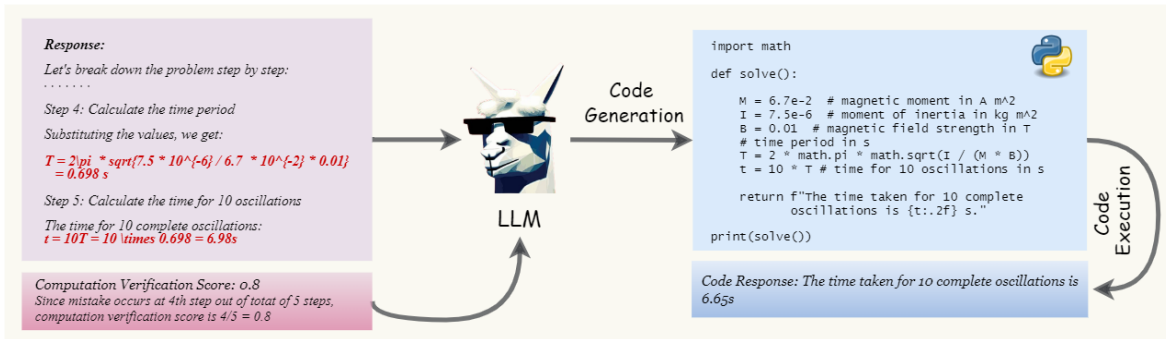 Response:
Let's break down the problem step by step:
. . . . . . .
Step 4: Calculate the time period
Substituting the values, we get:
T = 2\pi * sqrt{7.5 * 10^{-6} / 6.7 * 10^{-2} * 0.01}
= 0.698 s
Step 5: Calculate the time for 10 oscillations
The time for 10 complete oscillations:
t = 10T = 10 \times 0.698 = 6.98s
Computation Verification Score: 0.8
Since mistake occurs at 4th step out of totat of 5 steps,
computation verification score is 4/5 = 0.8
LLM
Code
Generation
import math
def solve():
M = 6.7e-2 # magnetic moment in A m^2
I = 7.5e-6 # moment of inertia in kg m^2
B = 0.01 # magnetic field strength in T
# time period in s
T = 2 * math.pi * math.sqrt(I / (M * B))
t = 10 * T # time for 10 oscillations in s
return f"The time taken for 10 complete
oscillations is {t:.2f} s."
print(solve())
Code
Execution
Code Response: The time taken for 10 complete oscillations is
6.65s